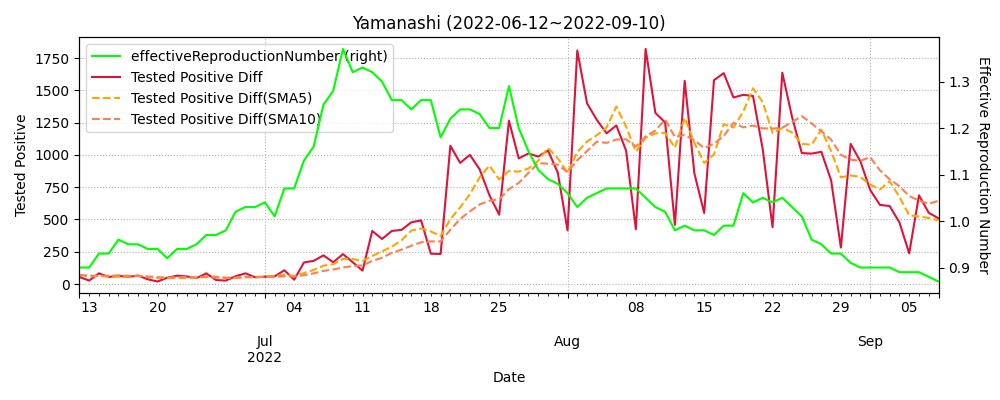 Yamanashi (2022-06-12~2022-09-10)
effectiveReproductionNumber (right)
Tested Positive Diff
Tested Positive Diff(SMA5)
Tested Positive Diff(SMA10)
Tested Positive
1750
1500
1250
1000
750
500
250
0
Effective Reproduction Number
1.3
1.2
1.1
1.0
0.9
13 20 27 04 11 18 25 08 15 22 29 05
Jul Aug Sep
2022
Date